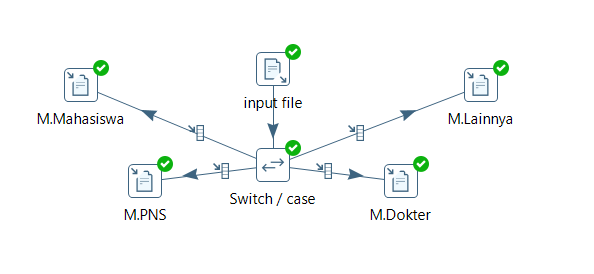 input file
M.Mahasiswa
M.Lainnya
Switch / case
M.PNS
M.Dokter